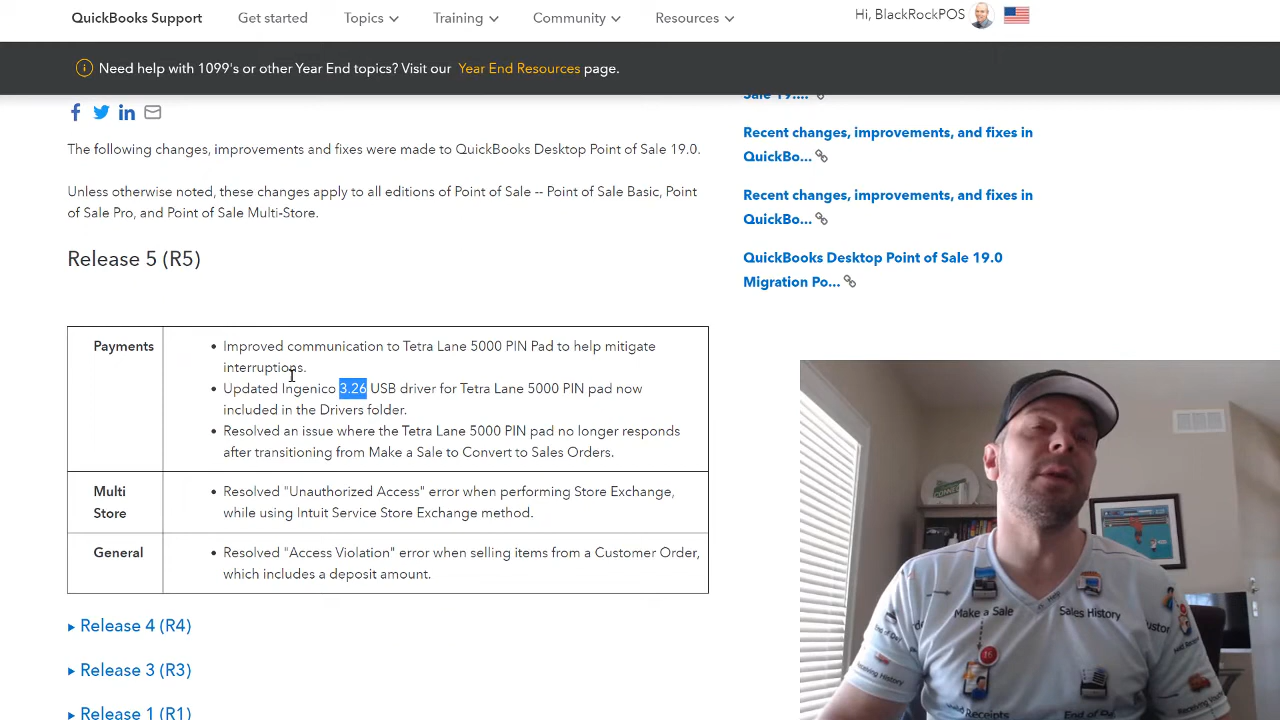 QuickBooks Support
Get started
Topics
Training
Community
Resources
Hi, BlackRockPOS
Need help with 1099's or other Year End topics? Visit our Year End Resources page.
Sale 19....
The following changes, improvements and fixes were made to QuickBooks Desktop Point of Sale 19.0.
Unless otherwise noted, these changes apply to all editions of Point of Sale -- Point of Sale Basic, Point
of Sale Pro, and Point of Sale Multi-Store.
Recent changes, improvements, and fixes in
QuickBo...
Recent changes, improvements, and fixes in
QuickBo...
QuickBooks Desktop Point of Sale 19.0
Migration Po...
Release 5 (R5)
Payments
Improved communication to Tetra Lane 5000 PIN Pad to help mitigate
interruptions.
Updated Ingenico 3.26 USB driver for Tetra Lane 5000 PIN pad now
included in the Drivers folder.
Resolved an issue where the Tetra Lane 5000 PIN pad no longer responds
after transitioning from Make a Sale to Convert to Sales Orders.
Multi
Store
Resolved "Unauthorized Access" error when performing Store Exchange,
while using Intuit Service Store Exchange method.
General
Resolved "Access Violation" error when selling items from a Customer Order,
which includes a deposit amount.
Release 4 (R4)
Release 3 (R3)
Release 1 (R1)
Make a Sale
Sales History
16
Receiving History
Receipts